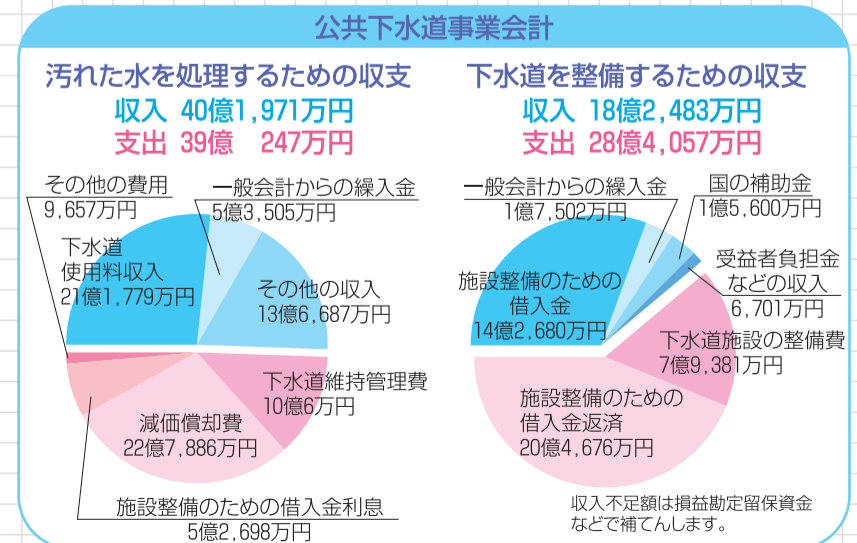 公共下水道事業会計
汚れた水を処理するための収支
収入 40億1,971万円
支出 39億　247万円
その他の費用
9,657万円
一般会計からの繰入金
5億3,505万円
下水道
使用料収入
21億1,779万円
その他の収入
13億6,687万円
下水道維持管理費
10億6万円
減価償却費
22億7,886万円
施設整備のための借入金利息
5億2,698万円
下水道を整備するための収支
収入 18億2,483万円
支出 28億4,057万円
一般会計からの繰入金
1億7,502万円
国の補助金
1億5,600万円
施設整備のための
借入金
14億2,680万円
受益者負担金
などの収入
6,701万円
下水道施設の整備費
7億9,381万円
施設整備のための
借入金返済
20億4,676万円
収入不足額は損益勘定留保資金
などで補てんします。